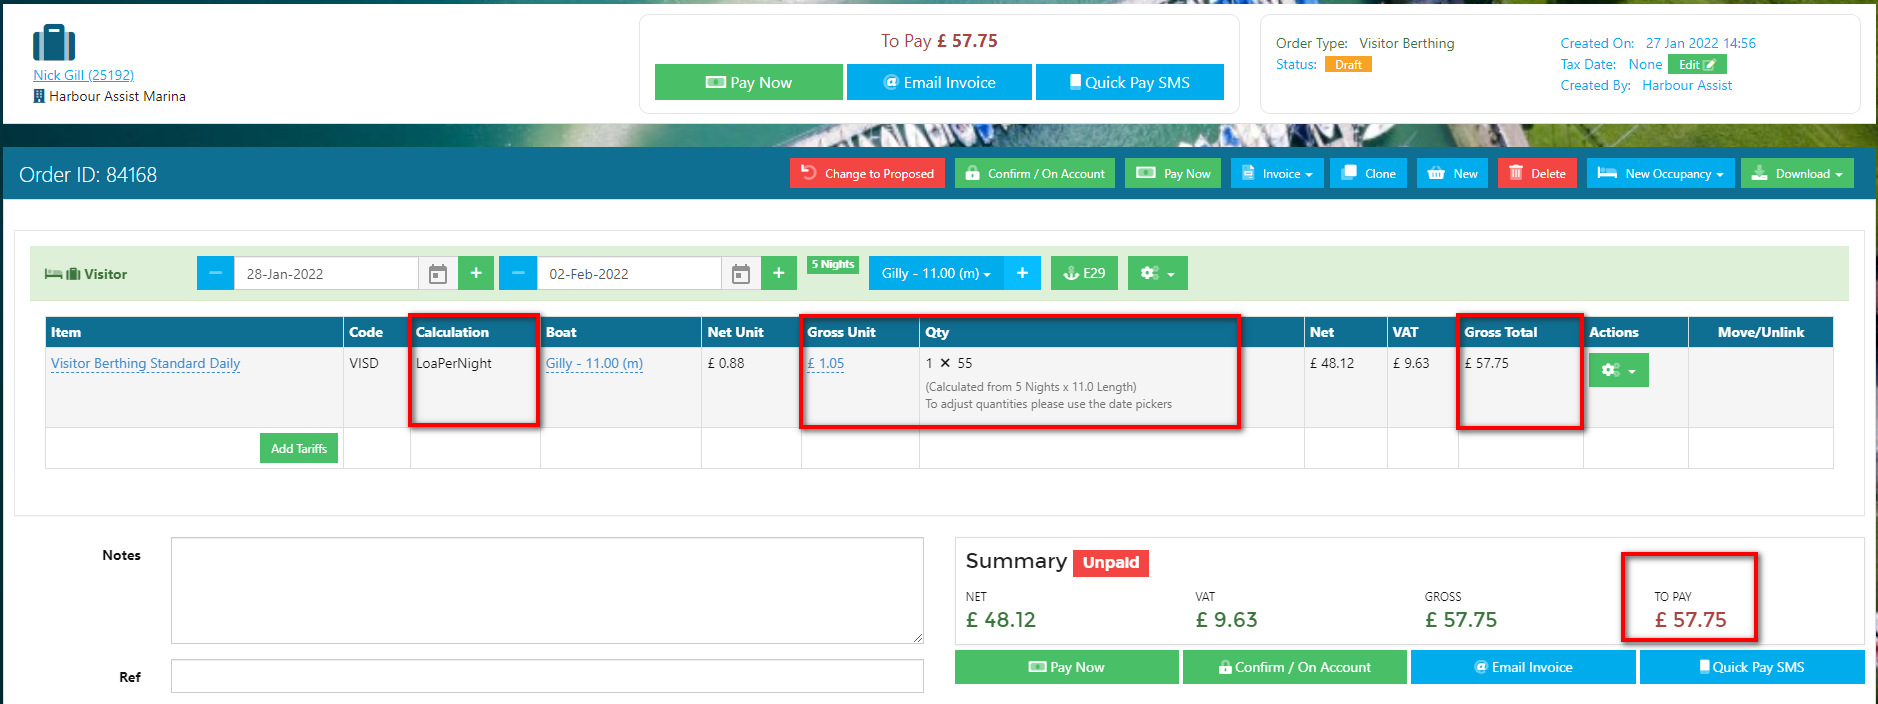 To Pay £ 57.75
Pay Now
Email Invoice
Quick Pay SMS
Nick Gill (25192)
Harbour Assist Marina
Order Type: Visitor Berthing
Status: Draft
Created On: 27 Jan 2022 14:56
Tax Date: None Edit
Created By: Harbour Assist
Order ID: 84168
Change to Proposed
Confirm / On Account
Pay Now
Invoice
Clone
New
Delete
New Occupancy
Download
Visitor
28-Jan-2022
+
02-Feb-2022
+
5 Nights
Gilly - 11.00 (m)
+
E29
Item Code Calculation Boat Net Unit Gross Unit Qty Net VAT Gross Total Actions Move/Unlink
Visitor Berthing Standard Daily VISD LoaPerNight Gilly - 11.00 (m) £ 0.88 £ 1.05 1 × 55 £ 48.12 £ 9.63 £ 57.75
(Calculated from 5 Nights x 11.0 Length)
To adjust quantities please use the date pickers
Add Tariffs
Notes
Ref
Summary Unpaid
NET VAT GROSS TO PAY
£ 48.12 £ 9.63 £ 57.75 £ 57.75
Pay Now
Confirm / On Account
Email Invoice
Quick Pay SMS